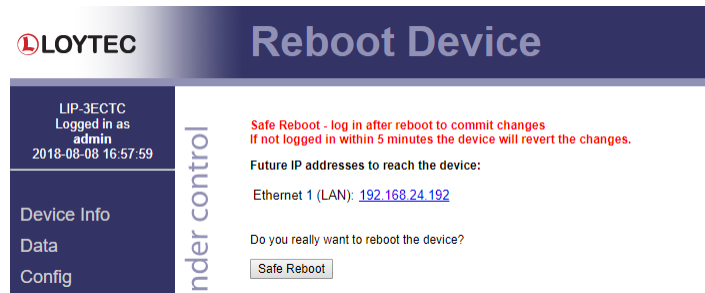 LOYTEC
Reboot Device
LIP-3ECTC
Logged in as
admin
2018-08-08 16:57:59
Device Info
Data
Config
nder control
Safe Reboot - log in after reboot to commit changes
If not logged in within 5 minutes the device will revert the changes.
Future IP addresses to reach the device:
Ethernet 1 (LAN): 192.168.24.192
Do you really want to reboot the device?
Safe Reboot